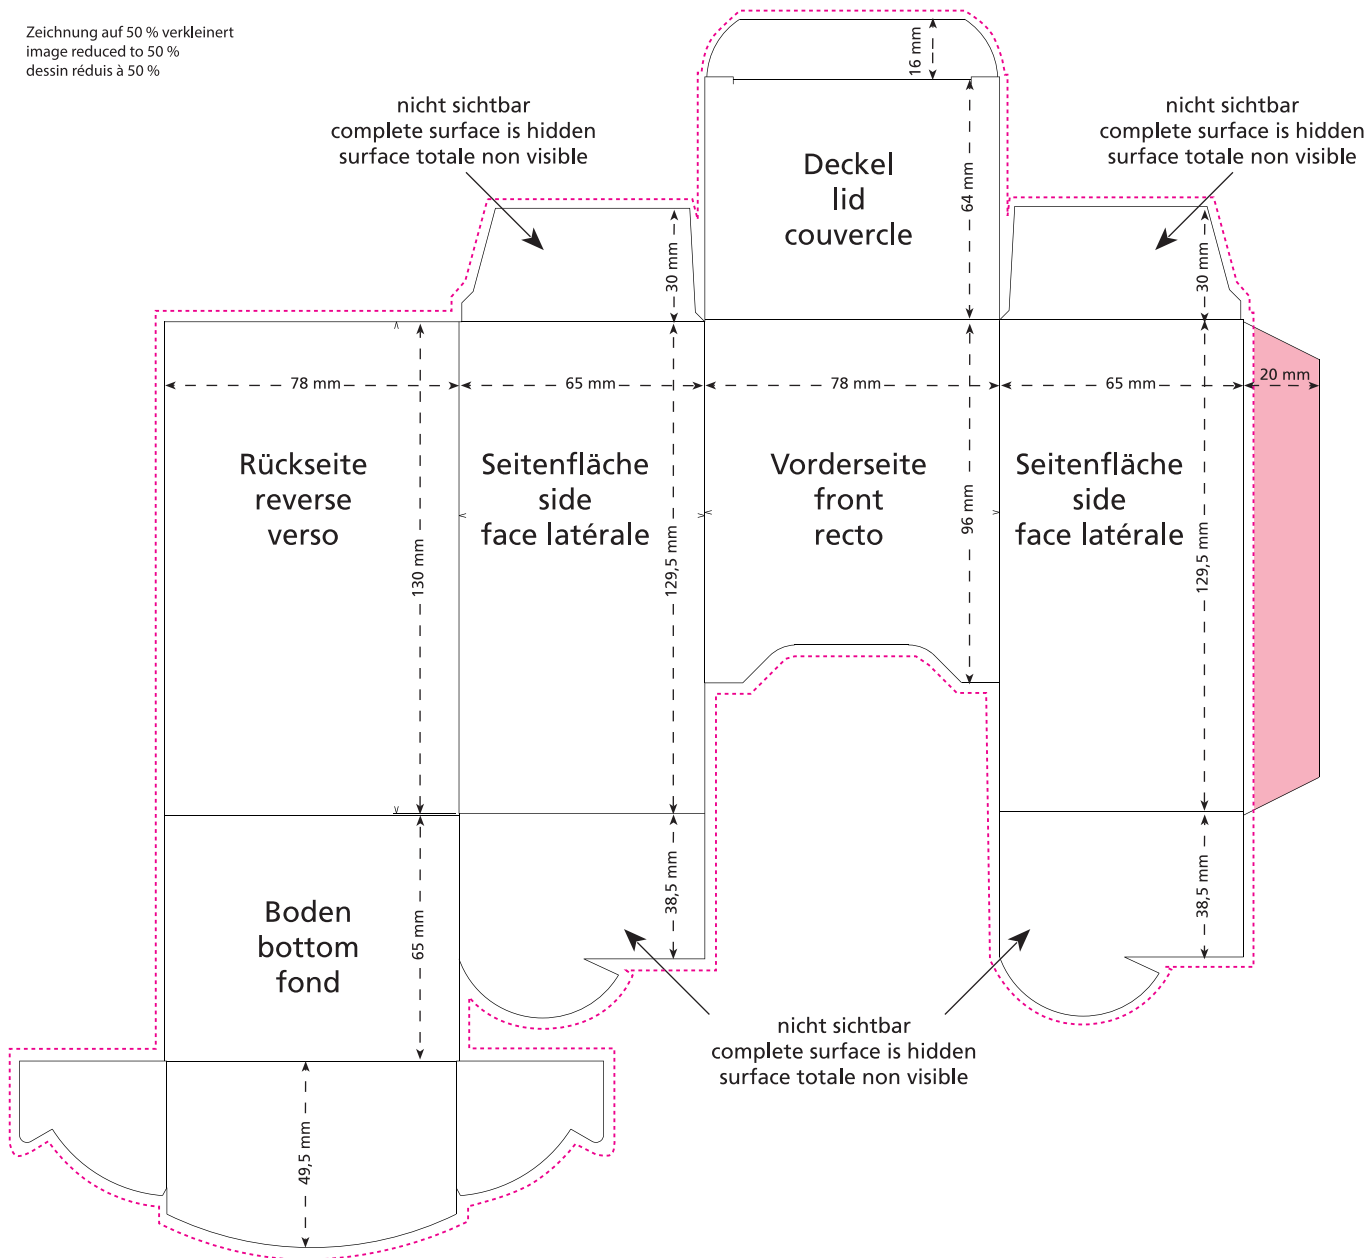 Zeichnung auf 50 % verkleinert
image reduced to 50 %
dessin réduis à 50 %
16 mm
nicht sichtbar
complete surface is hidden
surface totale non visible
nicht sichtbar
complete surface is hidden
surface totale non visible
Deckel
lid
couvercle
64 mm
30 mm
30 mm
78 mm
65 mm
78 mm
65 mm
20 mm
Rückseite
reverse
verso
Seitenfläche
side
face latérale
Vorderseite
front
recto
Seitenfläche
side
face latérale
130 mm
129,5 mm
96 mm
129,5 mm
Boden
bottom
fond
65 mm
38,5 mm
38,5 mm
nicht sichtbar
complete surface is hidden
surface totale non visible
49,5 mm